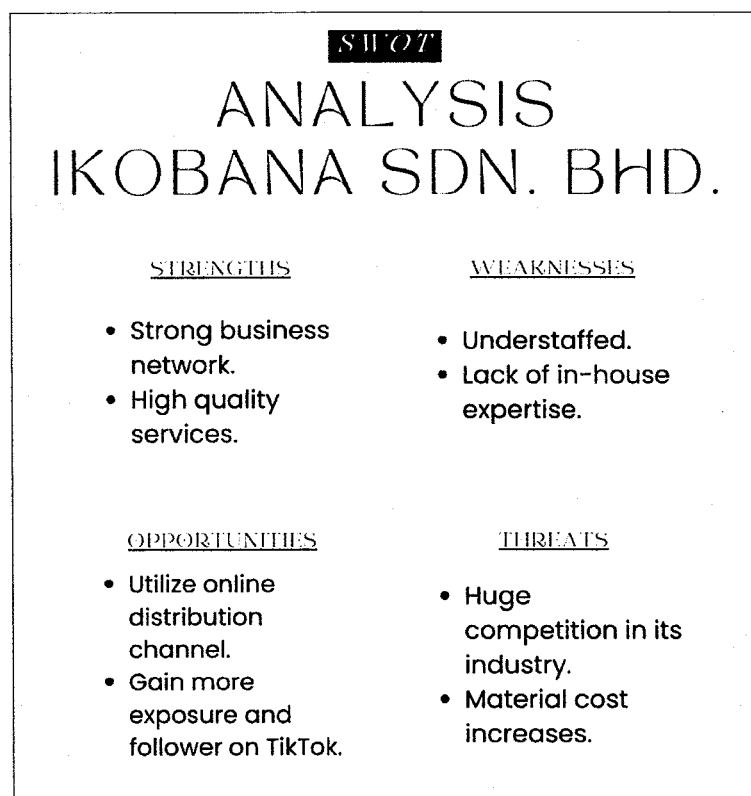 SWOT
ANALYSIS
IKOBANA SDN. BHD.
STRENGTHS
• Strong business
network.
• High quality
services.
WEAKNESSES
• Understaffed.
• Lack of in-house
expertise.
OPPORTUNITIES
• Utilize online
distribution
channel.
• Gain more
exposure and
follower on TikTok.
THREATS
• Huge
competition in its
industry.
• Material cost
increases.